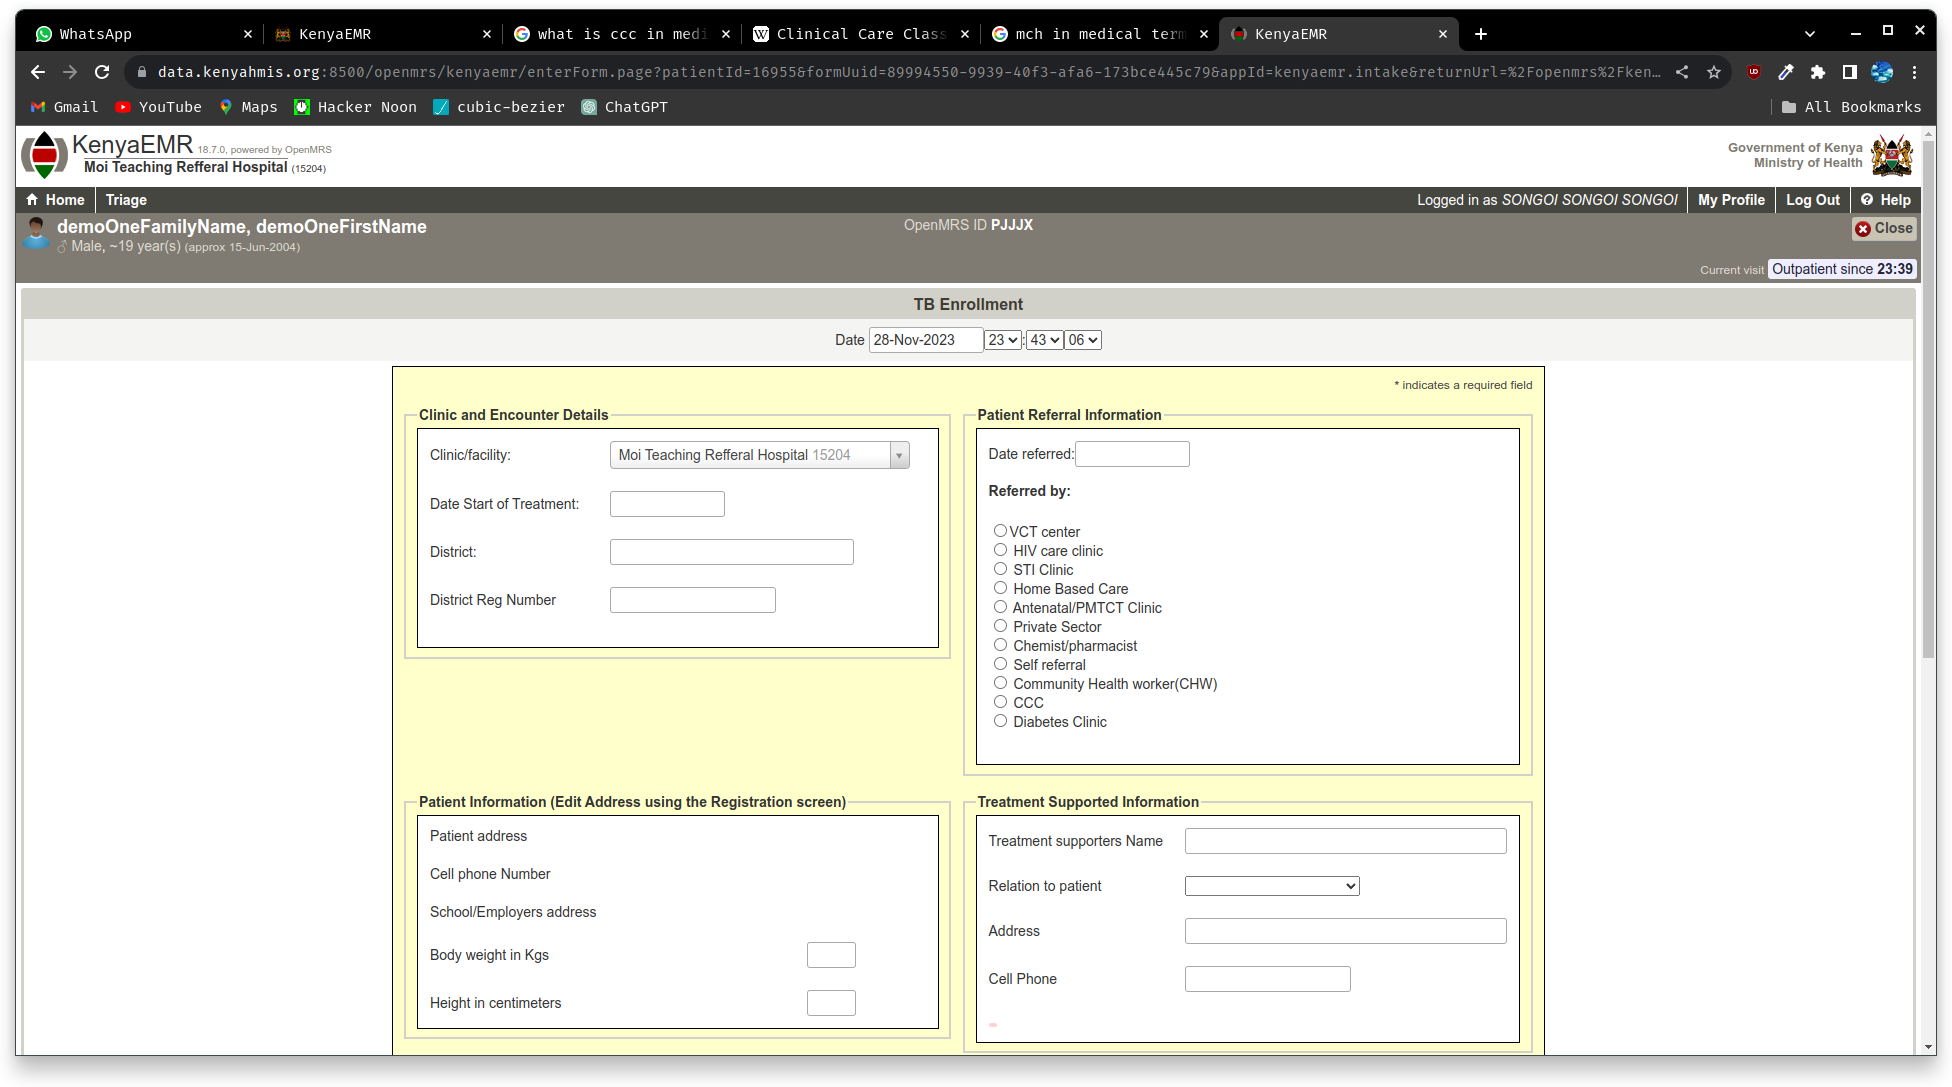 WhatsApp
KenyaEMR
what is ccc in medi
Clinical Care Class
mch in medical term
KenyaEMR
data.kenyahmis.org:8500/openmrs/kenyaemr/enterForm.page?patientId=16955&formUuid=89994550-9939-40f3-afa6-173bce445c79&appId=kenyaemr.intake&returnUrl=%2Fopenmrs%2Fken…
Gmail
YouTube
Maps
Hacker Noon
cubic-bezier
ChatGPT
All Bookmarks
KenyaEMR 18.7.0, powered by OpenMRS
Moi Teaching Refferal Hospital (15204)
Government of Kenya
Ministry of Health
Home
Triage
Logged in as SONGOI SONGOI SONGOI
My Profile
Log Out
Help
demoOneFamilyName, demoOneFirstName
Male, ~19 year(s) (approx 15-Jun-2004)
OpenMRS ID PJJJX
Close
Current visit Outpatient since 23:39
TB Enrollment
Date 28-Nov-2023 23 : 43 06
* indicates a required field
Clinic and Encounter Details
Clinic/facility: Moi Teaching Refferal Hospital 15204
Date Start of Treatment:
District:
District Reg Number
Patient Referral Information
Date referred:
Referred by:
VCT center
HIV care clinic
STI Clinic
Home Based Care
Antenatal/PMTCT Clinic
Private Sector
Chemist/pharmacist
Self referral
Community Health worker(CHW)
CCC
Diabetes Clinic
Patient Information (Edit Address using the Registration screen)
Patient address
Cell phone Number
School/Employers address
Body weight in Kgs
Height in centimeters
Treatment Supported Information
Treatment supporters Name
Relation to patient
Address
Cell Phone